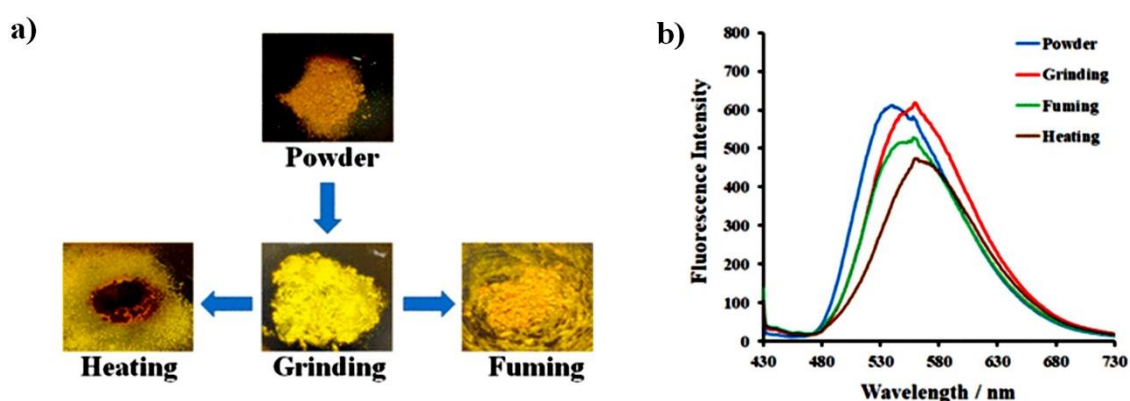 a)
Powder
Heating
Grinding
Fuming
b)
800
700
600
500
400
300
200
100
0
430
480
530
580
630
680
730
Fluorescence Intensity
Wavelength / nm
Powder
Grinding
Fuming
Heating